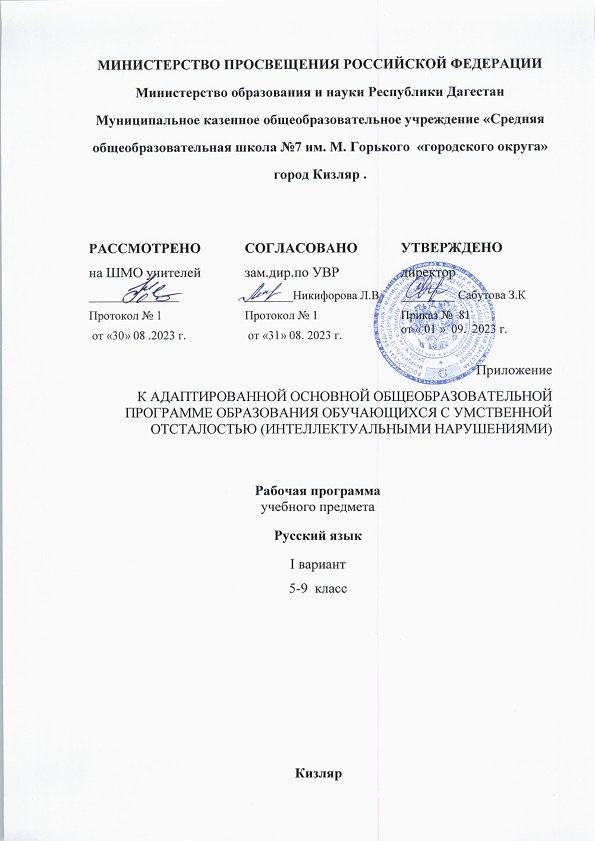 МИНИСТЕРСТВО ПРОСВЕЩЕНИЯ РОССИЙСКОЙ ФЕДЕРАЦИИ
Министерство образования и науки Республики Дагестан
Муниципальное казенное общеобразовательное учреждение «Средняя
общеобразовательная школа №7 им. М. Горького «городского округа»
город Кизляр .
РАССМОТРЕНО СОГЛАСОВАНО УТВЕРЖДЕНО
на ШМО учителей зам.дир.по УВР директор
Никифорова Л.В. Сабутова З.К
Протокол № 1 Протокол № 1 Приказ № 81
от «30» 08 .2023 г. от «31» 08. 2023 г. от « 01 » 09. 2023 г.
Приложение
К АДАПТИРОВАННОЙ ОСНОВНОЙ ОБЩЕОБРАЗОВАТЕЛЬНОЙ
ПРОГРАММЕ ОБРАЗОВАНИЯ ОБУЧАЮЩИХСЯ С УМСТВЕННОЙ
ОТСТАЛОСТЬЮ (ИНТЕЛЛЕКТУАЛЬНЫМИ НАРУШЕНИЯМИ)
Рабочая программа
учебного предмета
Русский язык
I вариант
5-9 класс
Кизляр